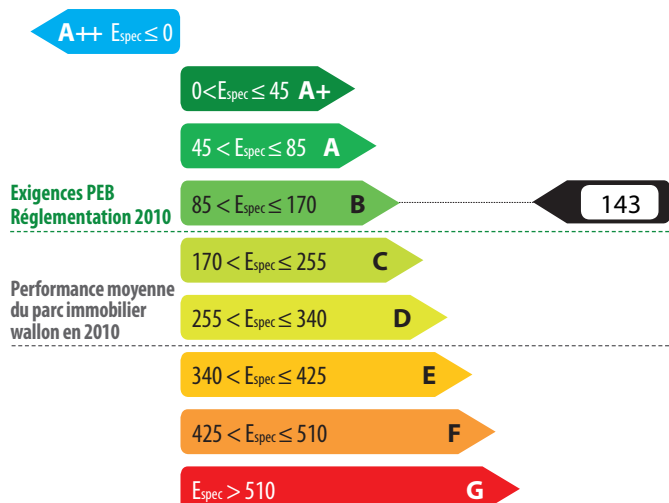 A++ Espec ≤ 0
0<Espec ≤ 45 A+
45 < Espec ≤ 85 A
Exigences PEB
Réglementation 2010
85 < Espec ≤ 170 B
143
170 < Espec ≤ 255 C
Performance moyenne
du parc immobilier
wallon en 2010
255 < Espec ≤ 340 D
340 < Espec ≤ 425 E
425 < Espec ≤ 510 F
Espec > 510 G